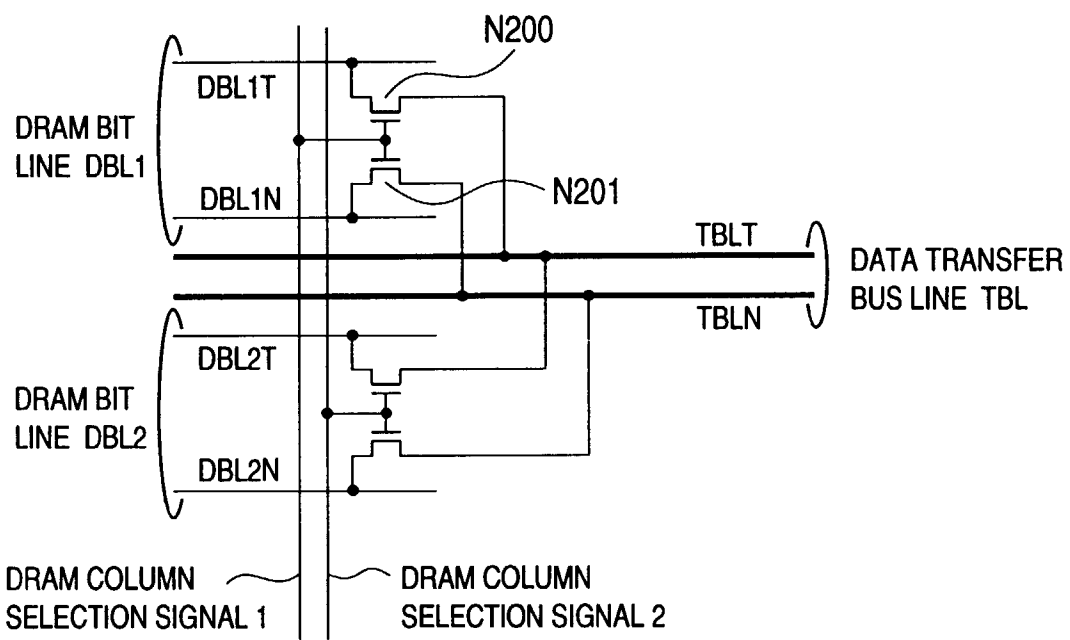 N200
DBL1T
DRAM BIT
LINE DBL1
DBL1N
N201
TBLT
DATA TRANSFER
BUS LINE TBL
TBLN
DBL2T
DRAM BIT
LINE DBL2
DBL2N
DRAM COLUMN
SELECTION SIGNAL 1
DRAM COLUMN
SELECTION SIGNAL 2